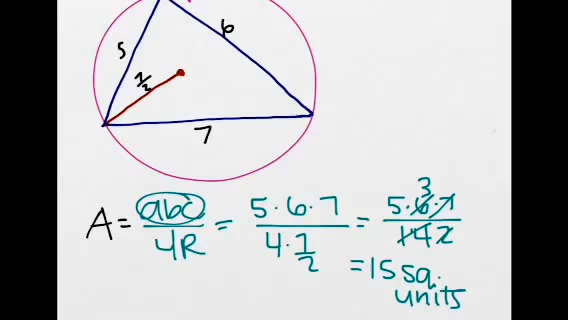 5
6
7/2
7
A = abc/4R = 5·6·7/4·7/2 = 5·6·7/14 2
3
= 15 sq.
units